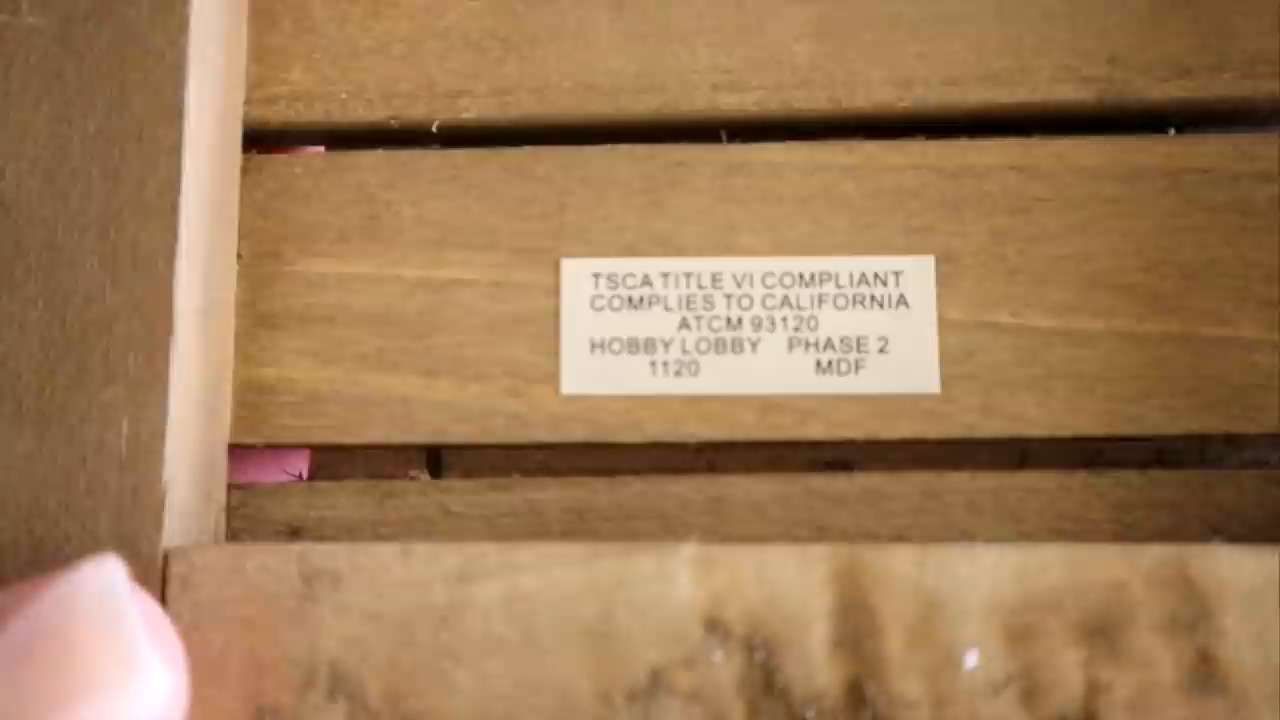 TSCA TITLE VI COMPLIANT
COMPLIES TO CALIFORNIA
ATCM 93120
HOBBY LOBBY PHASE 2
1120 MDF